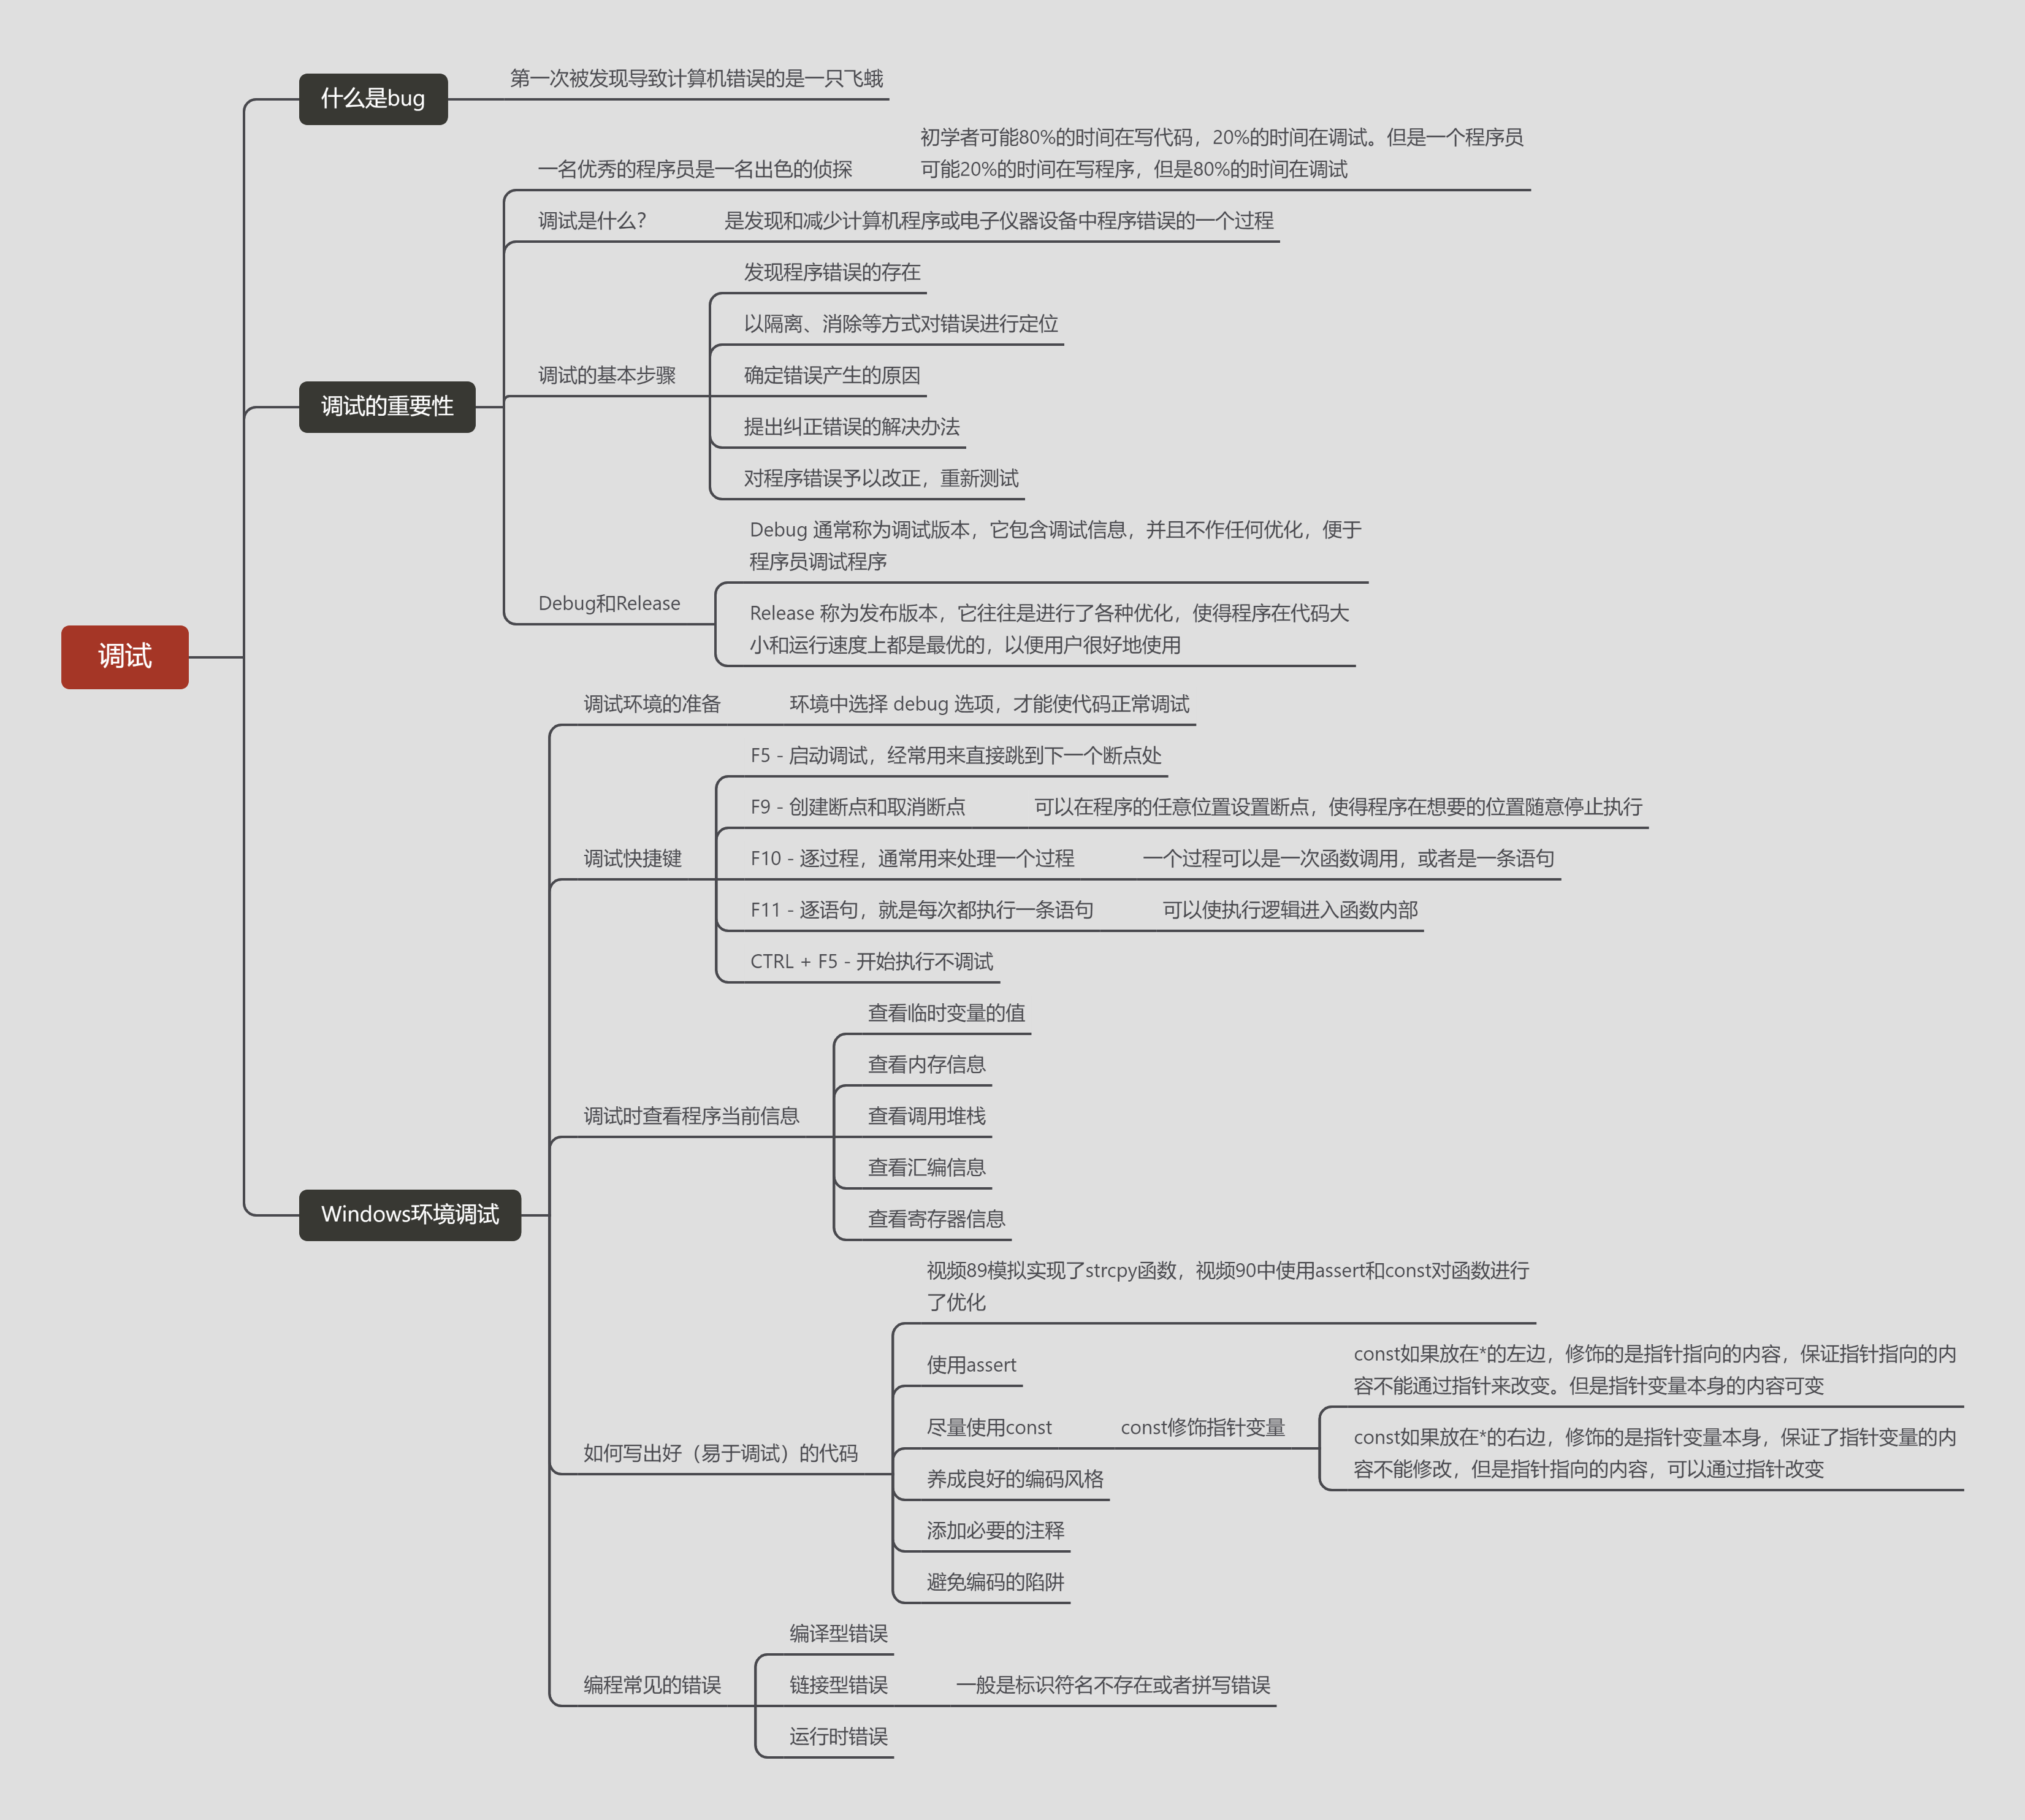 调试
什么是bug
第一次被发现导致计算机错误的是一只飞蛾
调试的重要性
一名优秀的程序员是一名出色的侦探
初学者可能80%的时间在写代码，20%的时间在调试。但是一个程序员
可能20%的时间在写程序，但是80%的时间在调试
调试是什么？
是发现和减少计算机程序或电子仪器设备中程序错误的一个过程
调试的基本步骤
发现程序错误的存在
以隔离、消除等方式对错误进行定位
确定错误产生的原因
提出纠正错误的解决办法
对程序错误予以改正，重新测试
Debug和Release
Debug 通常称为调试版本，它包含调试信息，并且不作任何优化，便于
程序员调试程序
Release 称为发布版本，它往往是进行了各种优化，使得程序在代码大
小和运行速度上都是最优的，以便用户很好地使用
Windows环境调试
调试环境的准备
环境中选择 debug 选项，才能使代码正常调试
调试快捷键
F5 - 启动调试，经常用来直接跳到下一个断点处
F9 - 创建断点和取消断点
可以在程序的任意位置设置断点，使得程序在想要的位置随意停止执行
F10 - 逐过程，通常用来处理一个过程
一个过程可以是一次函数调用，或者是一条语句
F11 - 逐语句，就是每次都执行一条语句
可以使执行逻辑进入函数内部
CTRL + F5 - 开始执行不调试
调试时查看程序当前信息
查看临时变量的值
查看内存信息
查看调用堆栈
查看汇编信息
查看寄存器信息
如何写出好（易于调试）的代码
视频89模拟实现了strcpy函数，视频90中使用assert和const对函数进行
了优化
使用assert
尽量使用const
const修饰指针变量
const如果放在*的左边，修饰的是指针指向的内容，保证指针指向的内
容不能通过指针来改变。但是指针变量本身的内容可变
const如果放在*的右边，修饰的是指针变量本身，保证了指针变量的内
容不能修改，但是指针指向的内容，可以通过指针改变
养成良好的编码风格
添加必要的注释
避免编码的陷阱
编程常见的错误
编译型错误
链接型错误
一般是标识符名不存在或者拼写错误
运行时错误